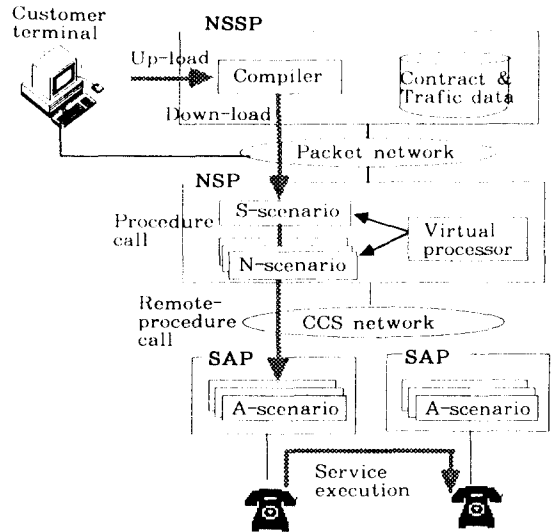 Customer
terminal
NSSP
Up-load
Compiler
Contract &
Trafic data
Down-load
Packet network
NSP
S-scenario
Procedure
call
Virtual
processor
N-scenario
Remote-
procedure
call
CCS network
SAP
SAP
A-scenario
A-scenario
Service
execution